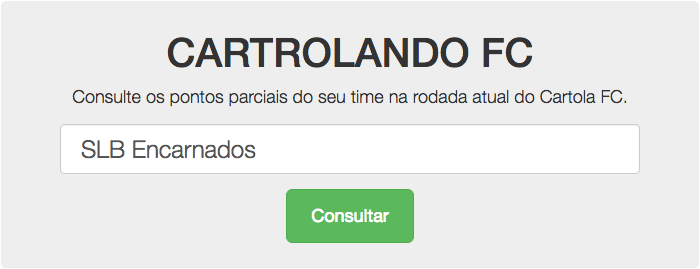 CARTROLANDO FC
Consulte os pontos parciais do seu time na rodada atual do Cartola FC.
SLB Encarnados
Consultar